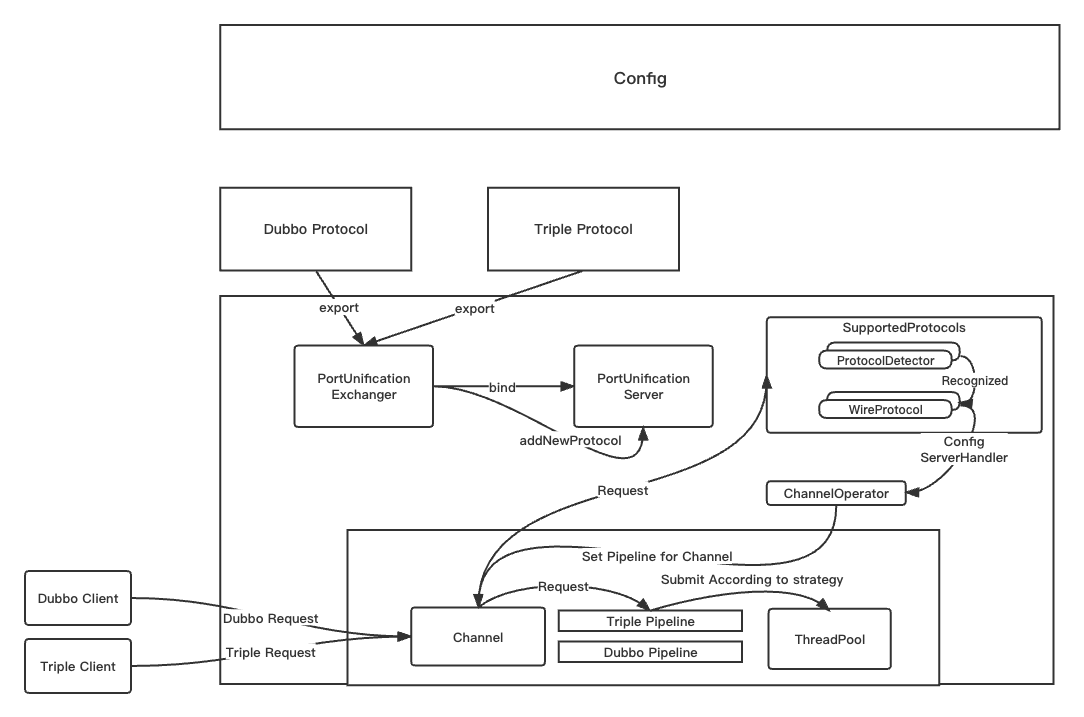 Config
Dubbo Protocol
Triple Protocol
export
export
SupportedProtocols
ProtocolDetector
Recognized
WireProtocol
PortUnification
Exchanger
bind
PortUnification
Server
addNewProtocol
Config
ServerHandler
Request
ChannelOperator
Set Pipeline for Channel
Request
Submit According to strategy
Dubbo Client
Dubbo Request
Triple Client
Triple Request
Channel
Triple Pipeline
Dubbo Pipeline
ThreadPool